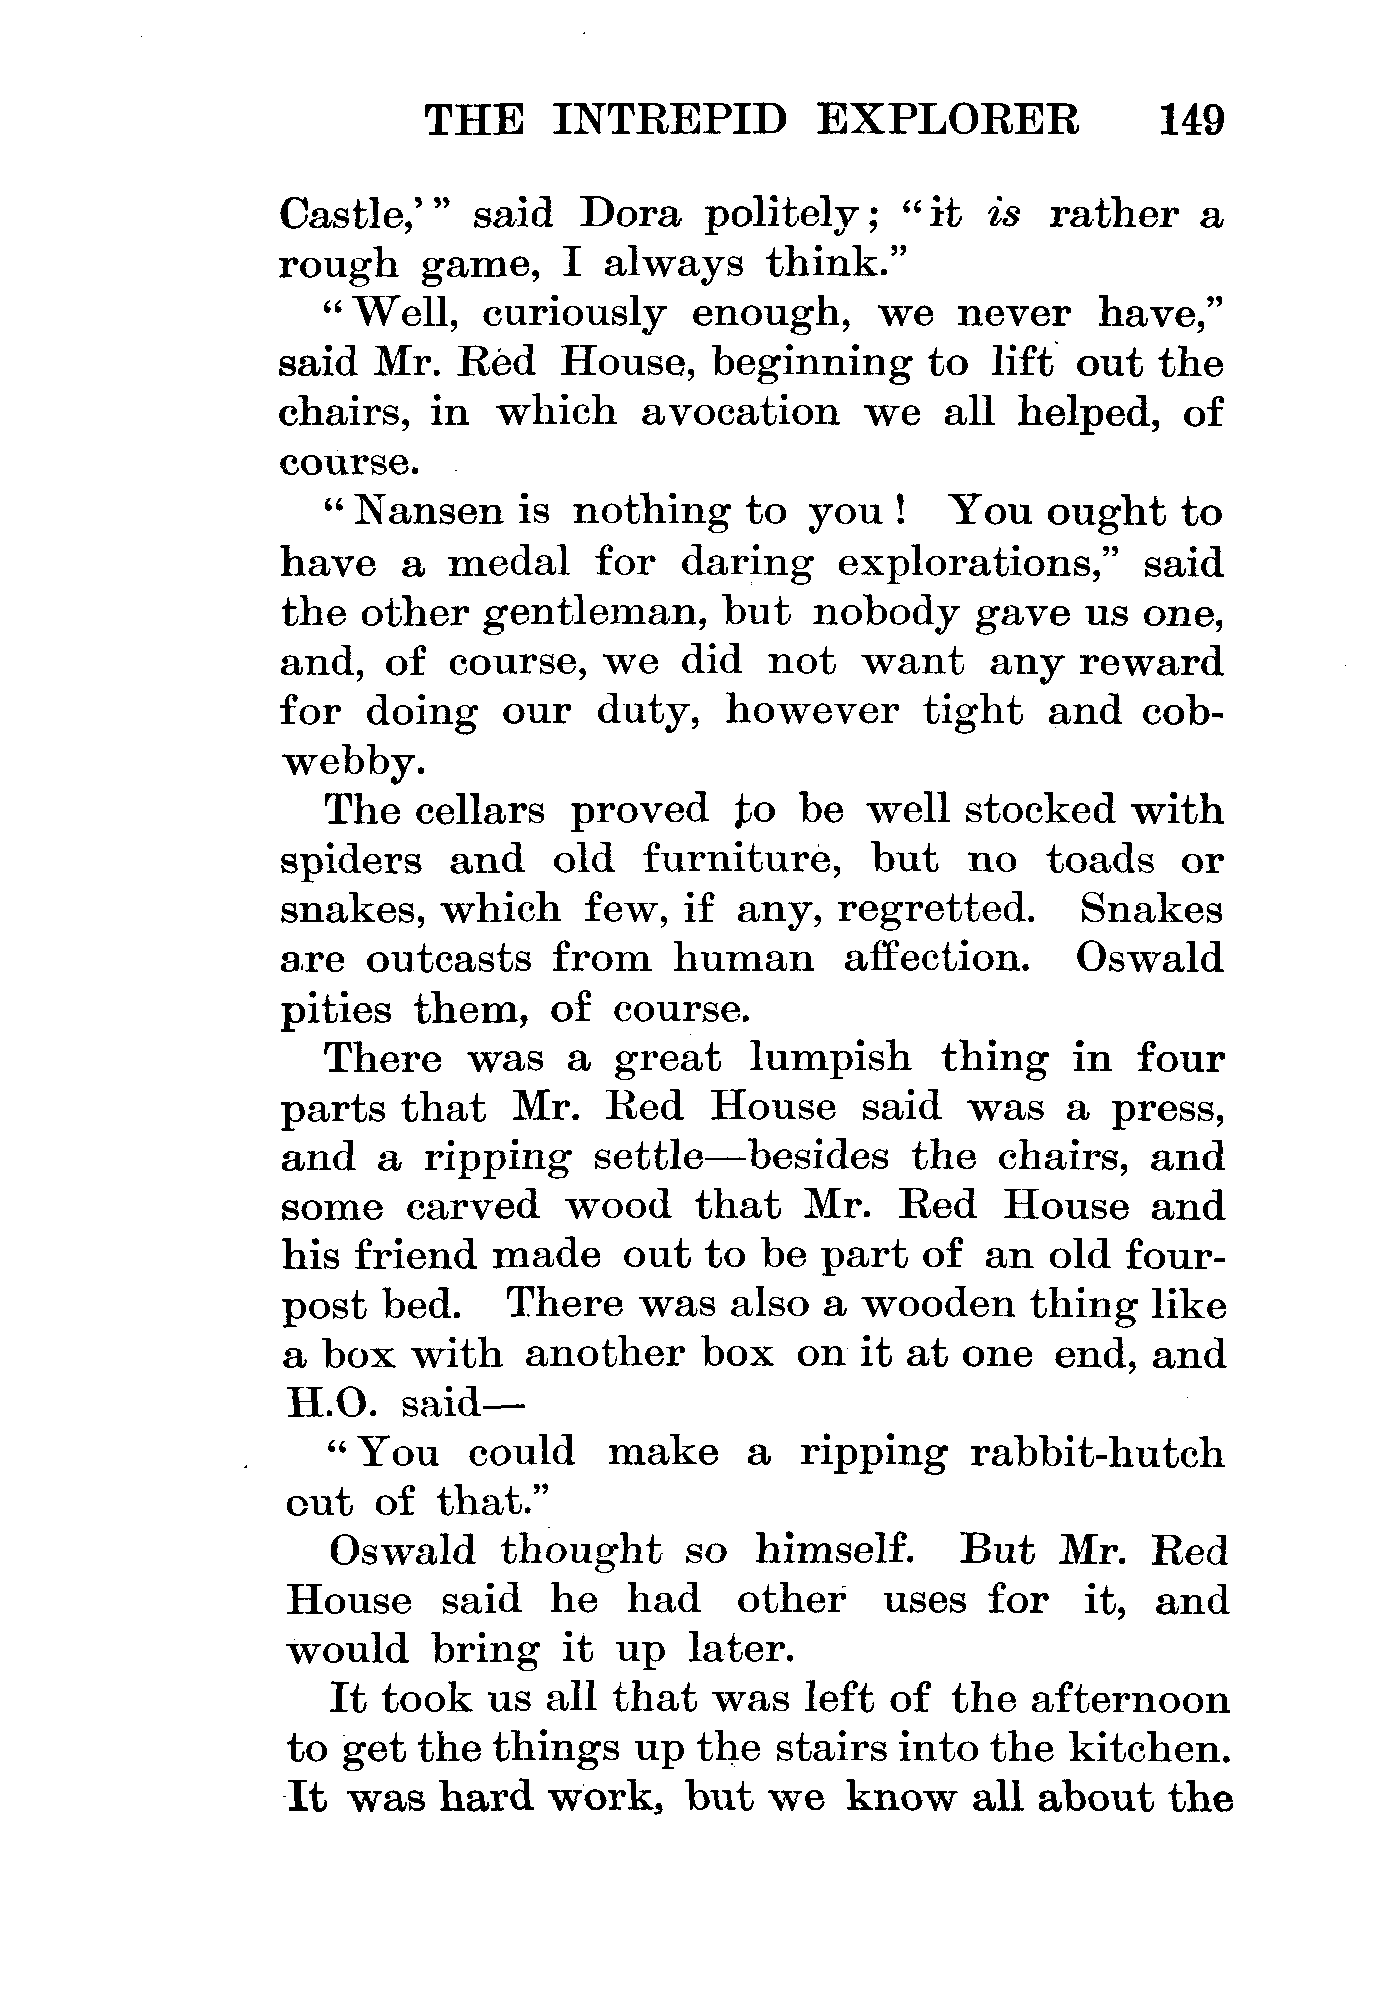 THE INTREPID EXPLORER 149
Castle,’” said Dora politely; “it is rather a
rough game, I always think.”
“Well, curiously enough, we never have,”
said Mr. Red House, beginning to lift out the
chairs, in which avocation we all helped, of
course.
“Nansen is nothing to you! You ought to
have a medal for daring explorations,” said
the other gentleman, but nobody gave us one,
and, of course, we did not want any reward
for doing our duty, however tight and cob-
webby.
The cellars proved to be well stocked with
spiders and old furniture, but no toads or
snakes, which few, if any, regretted. Snakes
are outcasts from human affection. Oswald
pities them, of course.
There was a great lumpish thing in four
parts that Mr. Red House said was a press,
and a ripping settle—besides the chairs, and
some carved wood that Mr. Red House and
his friend made out to be part of an old four-
post bed. There was also a wooden thing like
a box with another box on it at one end, and
H.O. said—
“You could make a ripping rabbit-hutch
out of that.”
Oswald thought so himself. But Mr. Red
House said he had other uses for it, and
would bring it up later.
It took us all that was left of the afternoon
to get the things up the stairs into the kitchen.
It was hard work, but we know all about the